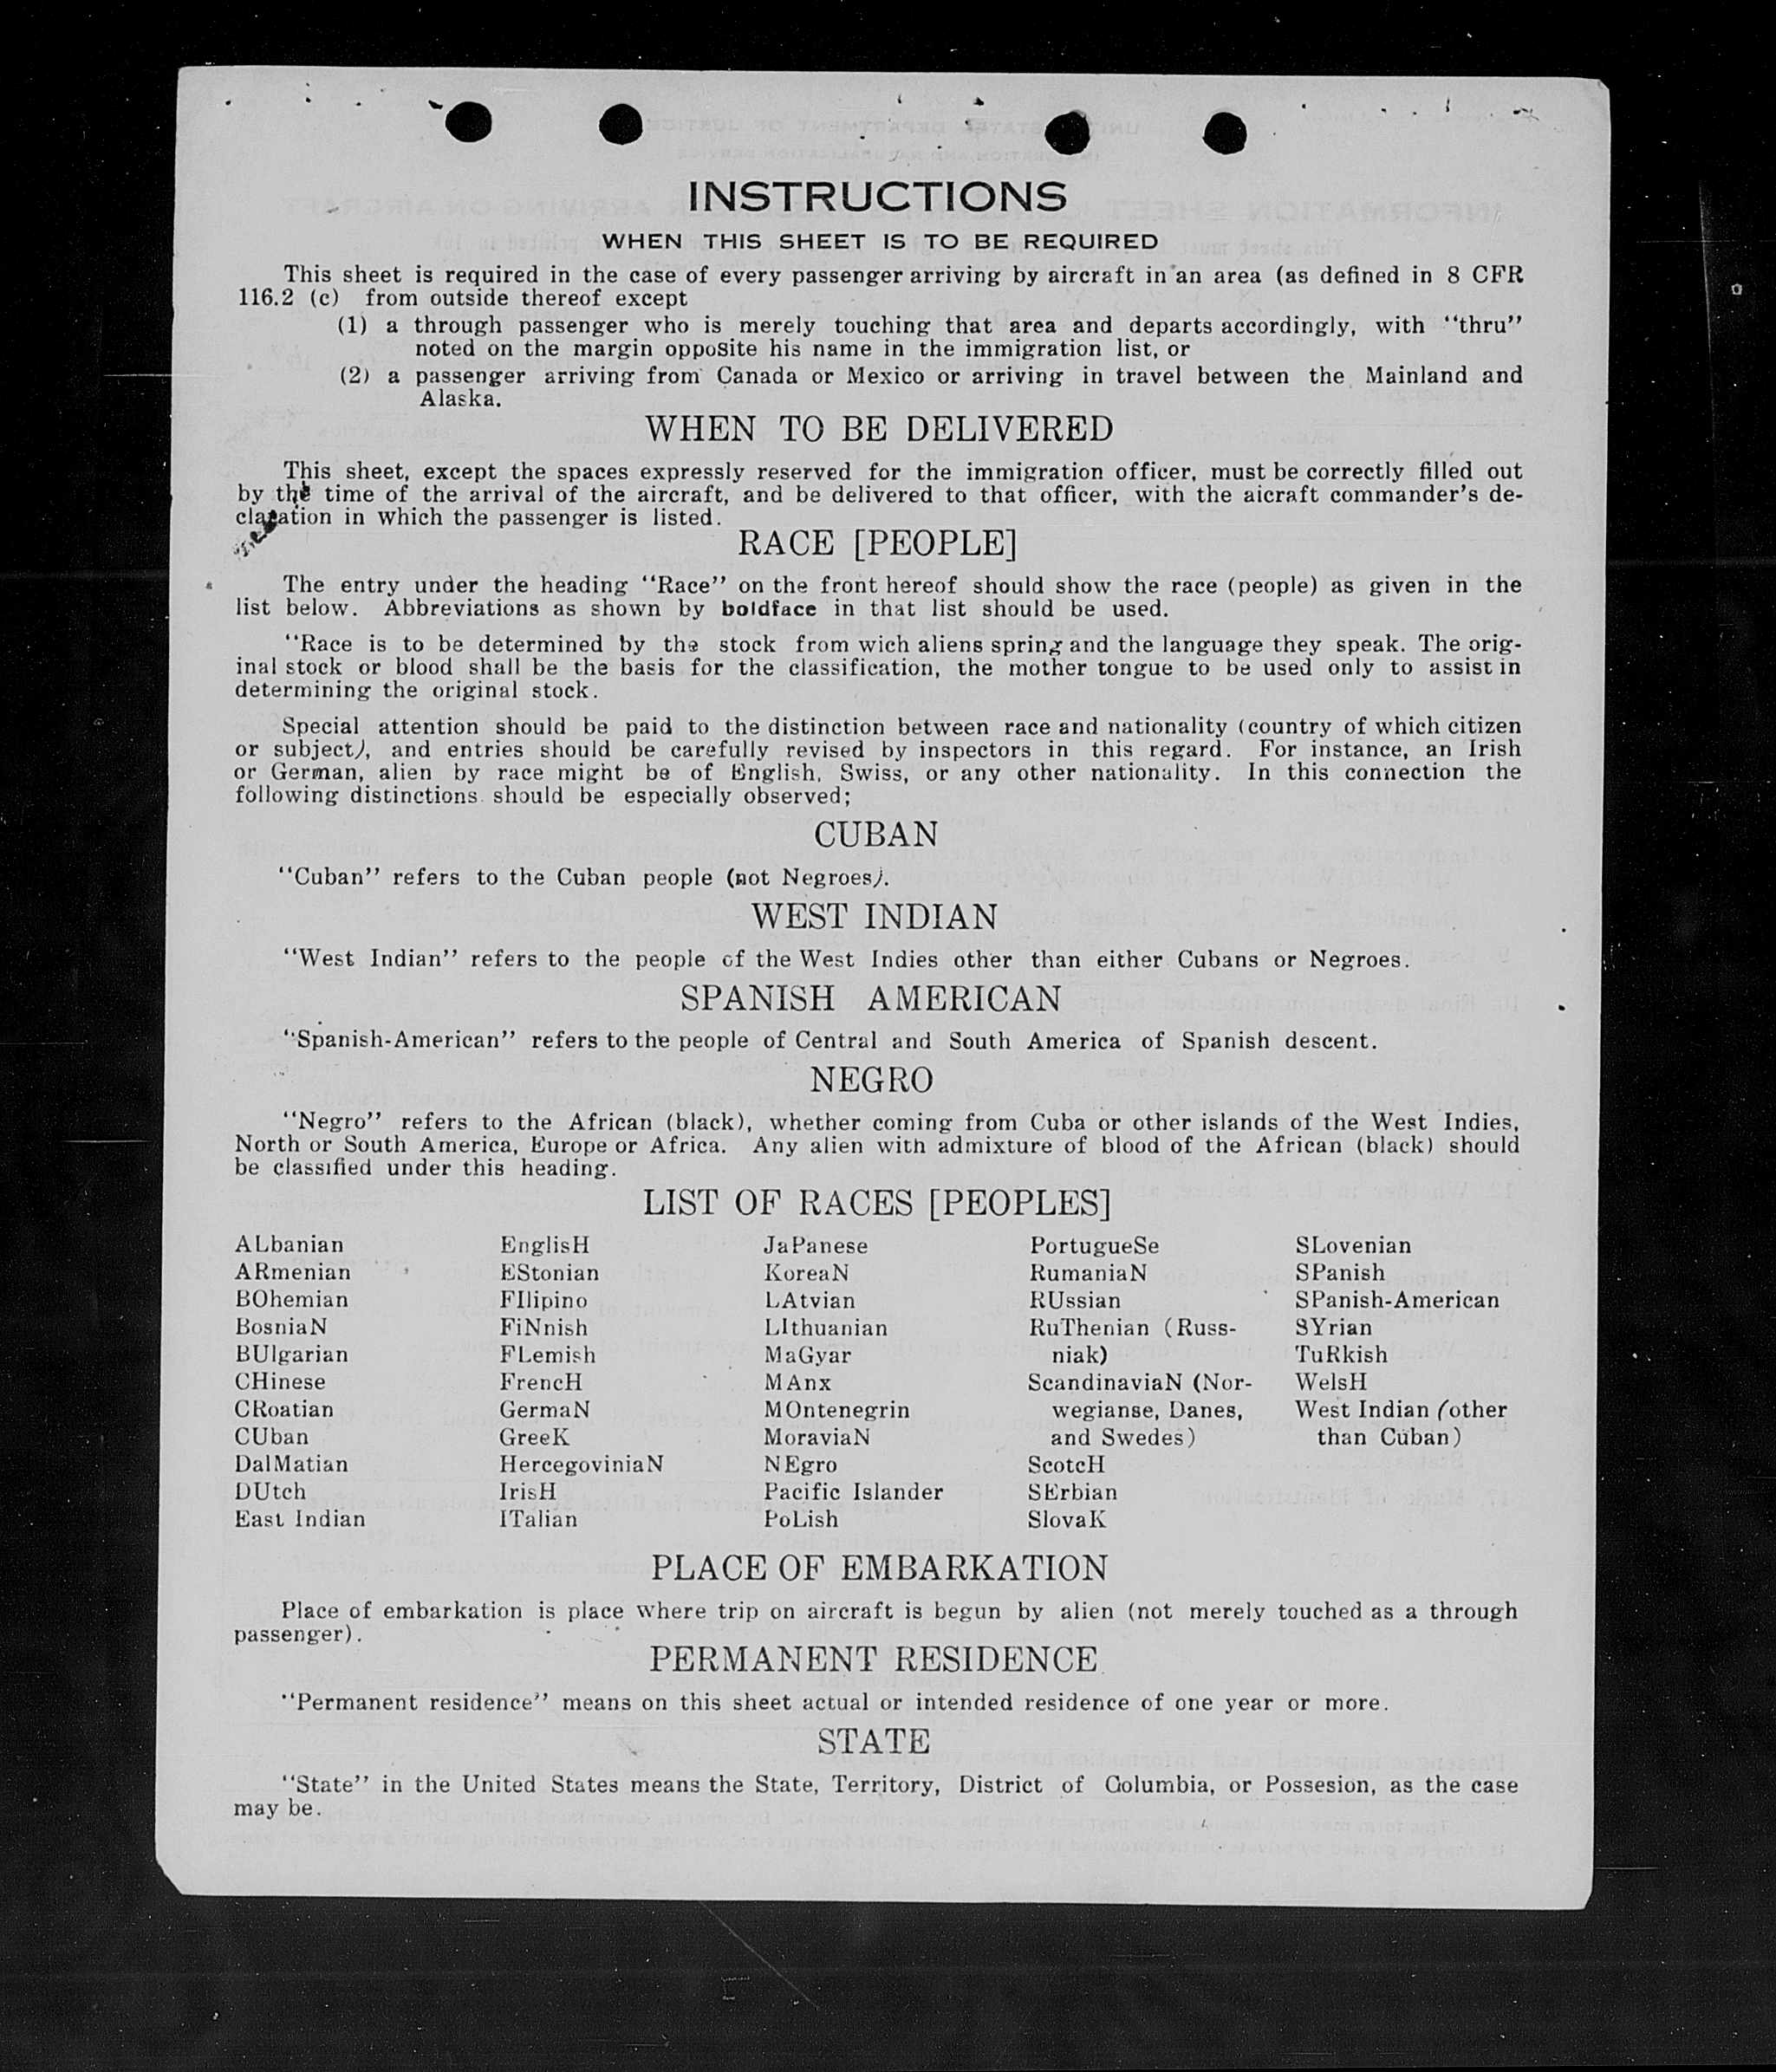 INSTRUCTIONS
WHEN THIS SHEET IS TO BE REQUIRED
This sheet is required in the case of every passenger arriving by aircraft in an area (as defined in 8 CFR
116.2 (c) from outside thereof except
(1) a through passenger who is merely touching that area and departs accordingly, with "thru"
noted on the margin opposite his name in the immigration list, or
(2) a passenger arriving from Canada or Mexico or arriving in travel between the Mainland and
Alaska.
WHEN TO BE DELIVERED
This sheet, except the spaces expressly reserved for the immigration officer, must be correctly filled out
by the time of the arrival of the aircraft, and be delivered to that officer, with the aicraft commander's de-
claration in which the passenger is listed.
RACE [PEOPLE]
The entry under the heading "Race" on the front hereof should show the race (people) as given in the
list below. Abbreviations as shown by boldface in that list should be used.
"Race is to be determined by the stock from wich aliens spring and the language they speak. The orig-
inal stock or blood shall be the basis for the classification, the mother tongue to be used only to assist in
determining the original stock.
Special attention should be paid to the distinction between race and nationality (country of which citizen
or subject), and entries should be carefully revised by inspectors in this regard. For instance, an Irish
or German, alien by race might be of English, Swiss, or any other nationality. In this connection the
following distinctions should be especially observed;
CUBAN
"Cuban" refers to the Cuban people (not Negroes).
WEST INDIAN
"West Indian" refers to the people of the West Indies other than either Cubans or Negroes.
SPANISH AMERICAN
"Spanish-American" refers to the people of Central and South America of Spanish descent.
NEGRO
"Negro" refers to the African (black), whether coming from Cuba or other islands of the West Indies,
North or South America, Europe or Africa. Any alien with admixture of blood of the African (black) should
be classified under this heading.
LIST OF RACES [PEOPLES]
ALbanian
ARmenian
BOhemian
BosniaN
BUlgarian
CHinese
CRoatian
CUban
DalMatian
DUtch
East Indian
EnglisH
EStonian
FIlipino
FiNnish
FLemish
FrencH
GermaN
GreeK
HercegoviniaN
IrisH
ITalian
JaPanese
KoreaN
LAtvian
LIthuanian
MaGyar
MAnx
MOntenegrin
MoraviaN
NEgro
Pacific Islander
PoLish
PortugueSe
RumaniaN
RUssian
RuThenian (Russ-
niak)
ScandinaviaN (Nor-
wegianse, Danes,
and Swedes)
ScotcH
SErbian
SlovaK
SLovenian
SPanish
SPanish-American
SYrian
TuRkish
WelsH
West Indian (other
than Cuban)
PLACE OF EMBARKATION
Place of embarkation is place where trip on aircraft is begun by alien (not merely touched as a through
passenger).
PERMANENT RESIDENCE
"Permanent residence" means on this sheet actual or intended residence of one year or more.
STATE
"State" in the United States means the State, Territory, District of Columbia, or Possesion, as the case
may be.